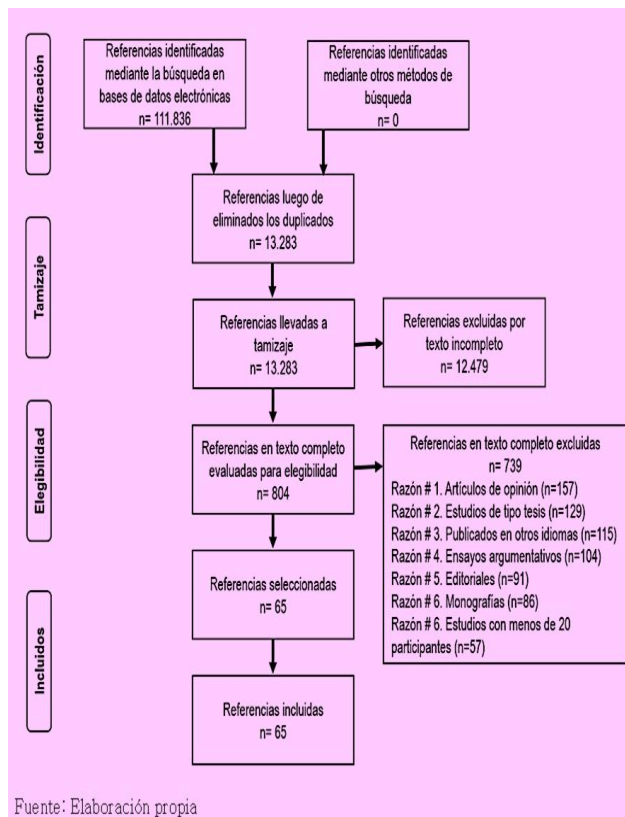 Identificación
Referencias identificadas
mediante la búsqueda en
bases de datos electrónicas
n= 111.836
Referencias identificadas
mediante otros métodos de
búsqueda
n= 0
Referencias luego de
eliminados los duplicados
n= 13.283
Tamizaje
Referencias llevadas a
tamizaje
n= 13.283
Referencias excluidas por
texto incompleto
n= 12.479
Elegibilidad
Referencias en texto completo
evaluadas para elegibilidad
n= 804
Referencias en texto completo excluidas
n= 739
Razón # 1. Artículos de opinión (n=157)
Razón # 2. Estudios de tipo tesis (n=129)
Razón # 3. Publicados en otros idiomas (n=115)
Razón # 4. Ensayos argumentativos (n=104)
Razón # 5. Editoriales (n=91)
Razón # 6. Monografías (n=86)
Razón # 6. Estudios con menos de 20
participantes (n=57)
Incluidos
Referencias seleccionadas
n= 65
Referencias incluidas
n= 65
Fuente: Elaboración propia